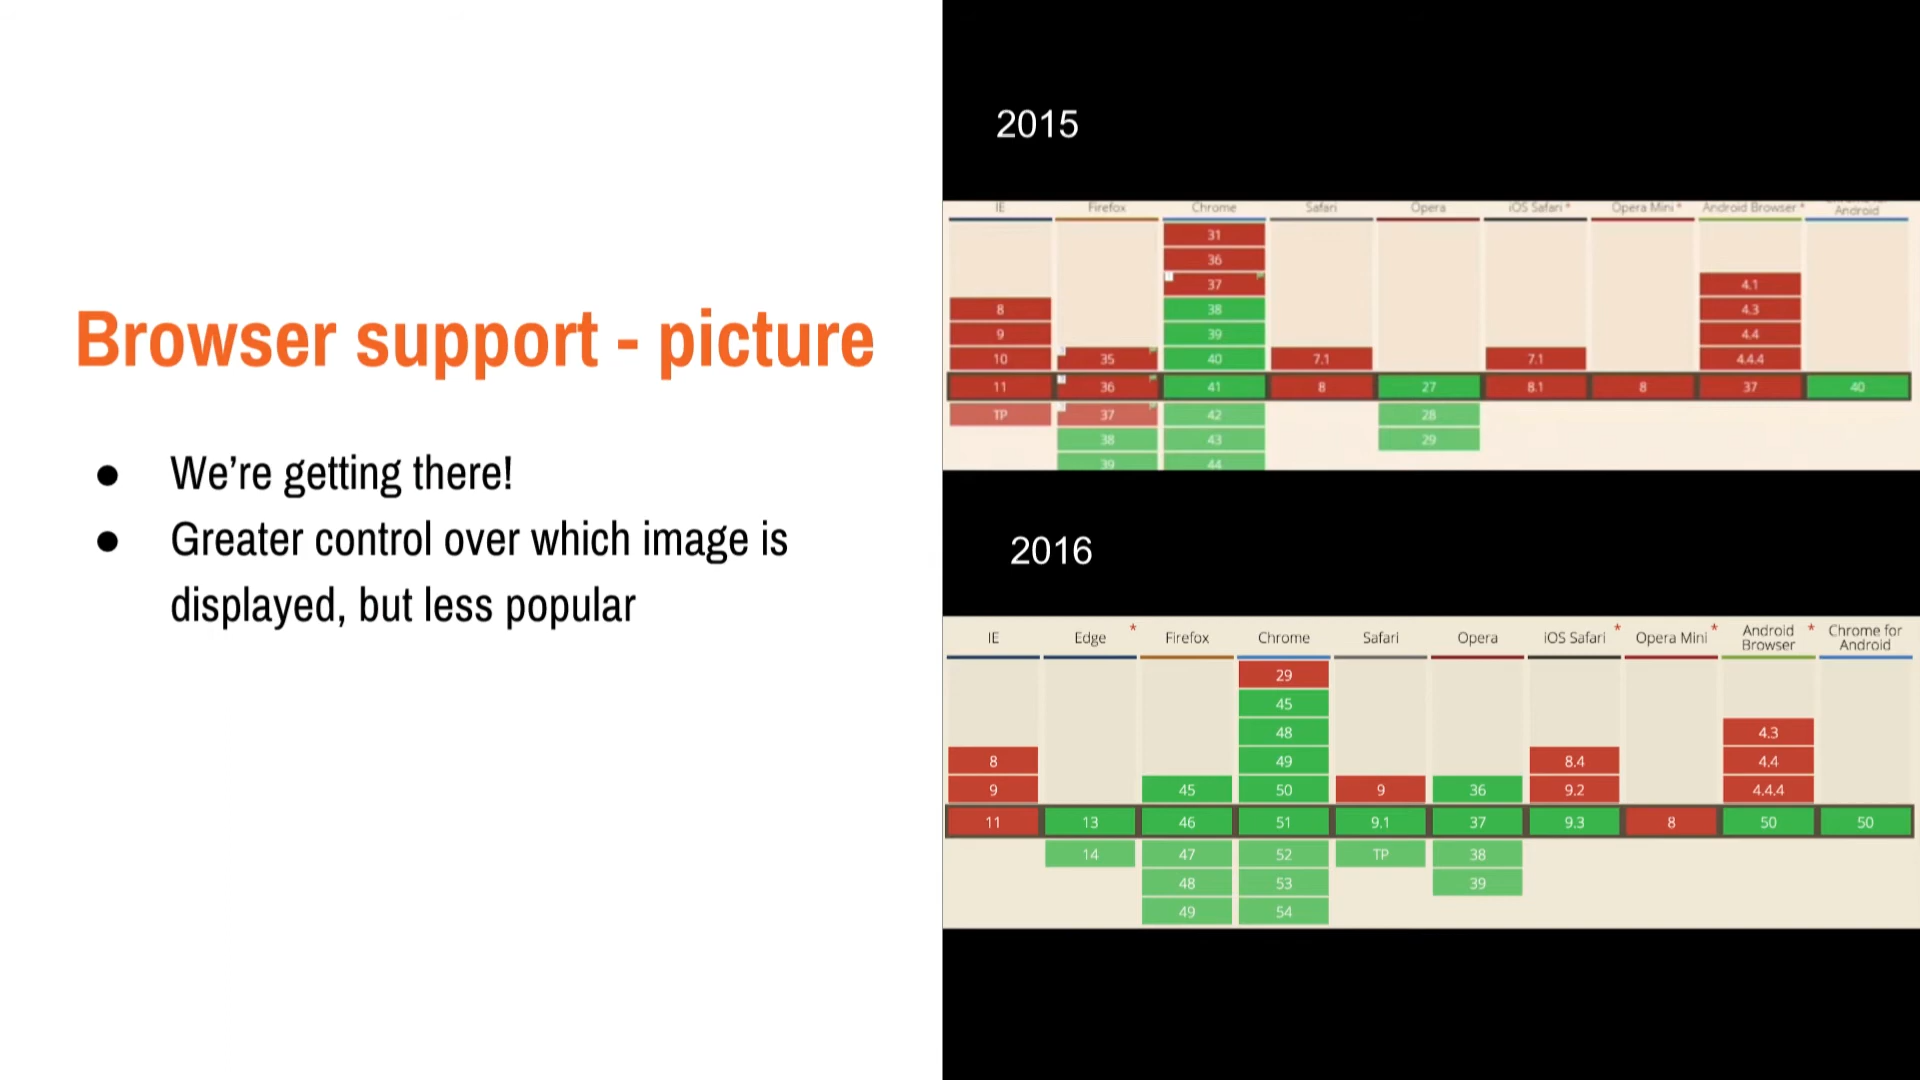 Browser support - picture
● We’re getting there!
● Greater control over which image is
displayed, but less popular
2015
IE Firefox Chrome Safari Opera iOS Safari * Opera Mini * Android Browser * Chrome for
Android
31
36
37 4.1
8 38 4.3
9 39 4.4
10 35 40 7.1 7.1 4.4.4
11 36 41 8 27 8.1 8 37 40
TP 37 42 28
38 43 29
39 44
2016
IE Edge * Firefox Chrome Safari Opera iOS Safari * Opera Mini * Android * Chrome for
Browser Android
29
45
48 4.3
8 49 8.4 4.4
9 45 50 9 36 9.2 4.4.4
11 13 46 51 9.1 37 9.3 8 50 50
14 47 52 TP 38
48 53 39
49 54